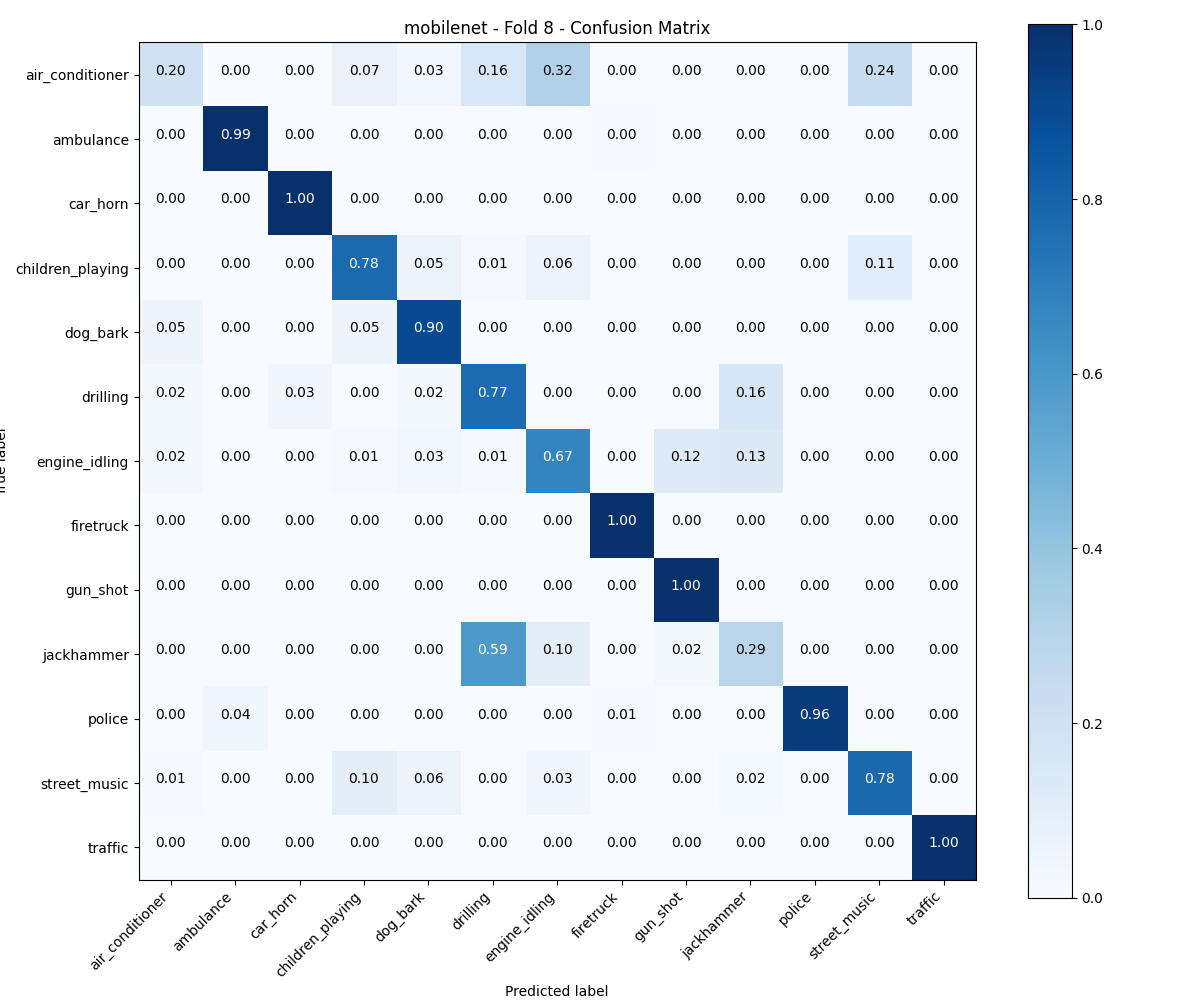 mobilenet - Fold 8 - Confusion Matrix
air_conditioner 0.20 0.00 0.00 0.07 0.03 0.16 0.32 0.00 0.00 0.00 0.00 0.24 0.00
ambulance 0.00 0.99 0.00 0.00 0.00 0.00 0.00 0.00 0.00 0.00 0.00 0.00 0.00
car_horn 0.00 0.00 1.00 0.00 0.00 0.00 0.00 0.00 0.00 0.00 0.00 0.00 0.00
children_playing 0.00 0.00 0.00 0.78 0.05 0.01 0.06 0.00 0.00 0.00 0.00 0.11 0.00
dog_bark 0.05 0.00 0.00 0.05 0.90 0.00 0.00 0.00 0.00 0.00 0.00 0.00 0.00
drilling 0.02 0.00 0.03 0.00 0.02 0.77 0.00 0.00 0.00 0.16 0.00 0.00 0.00
engine_idling 0.02 0.00 0.00 0.01 0.03 0.01 0.67 0.00 0.12 0.13 0.00 0.00 0.00
firetruck 0.00 0.00 0.00 0.00 0.00 0.00 0.00 1.00 0.00 0.00 0.00 0.00 0.00
gun_shot 0.00 0.00 0.00 0.00 0.00 0.00 0.00 0.00 1.00 0.00 0.00 0.00 0.00
jackhammer 0.00 0.00 0.00 0.00 0.00 0.59 0.10 0.00 0.02 0.29 0.00 0.00 0.00
police 0.00 0.04 0.00 0.00 0.00 0.00 0.00 0.01 0.00 0.00 0.96 0.00 0.00
street_music 0.01 0.00 0.00 0.10 0.06 0.00 0.03 0.00 0.00 0.02 0.00 0.78 0.00
traffic 0.00 0.00 0.00 0.00 0.00 0.00 0.00 0.00 0.00 0.00 0.00 0.00 1.00
air_conditioner ambulance car_horn children_playing dog_bark drilling engine_idling firetruck gun_shot jackhammer police street_music traffic
Predicted label
1.0
0.8
0.6
0.4
0.2
0.0